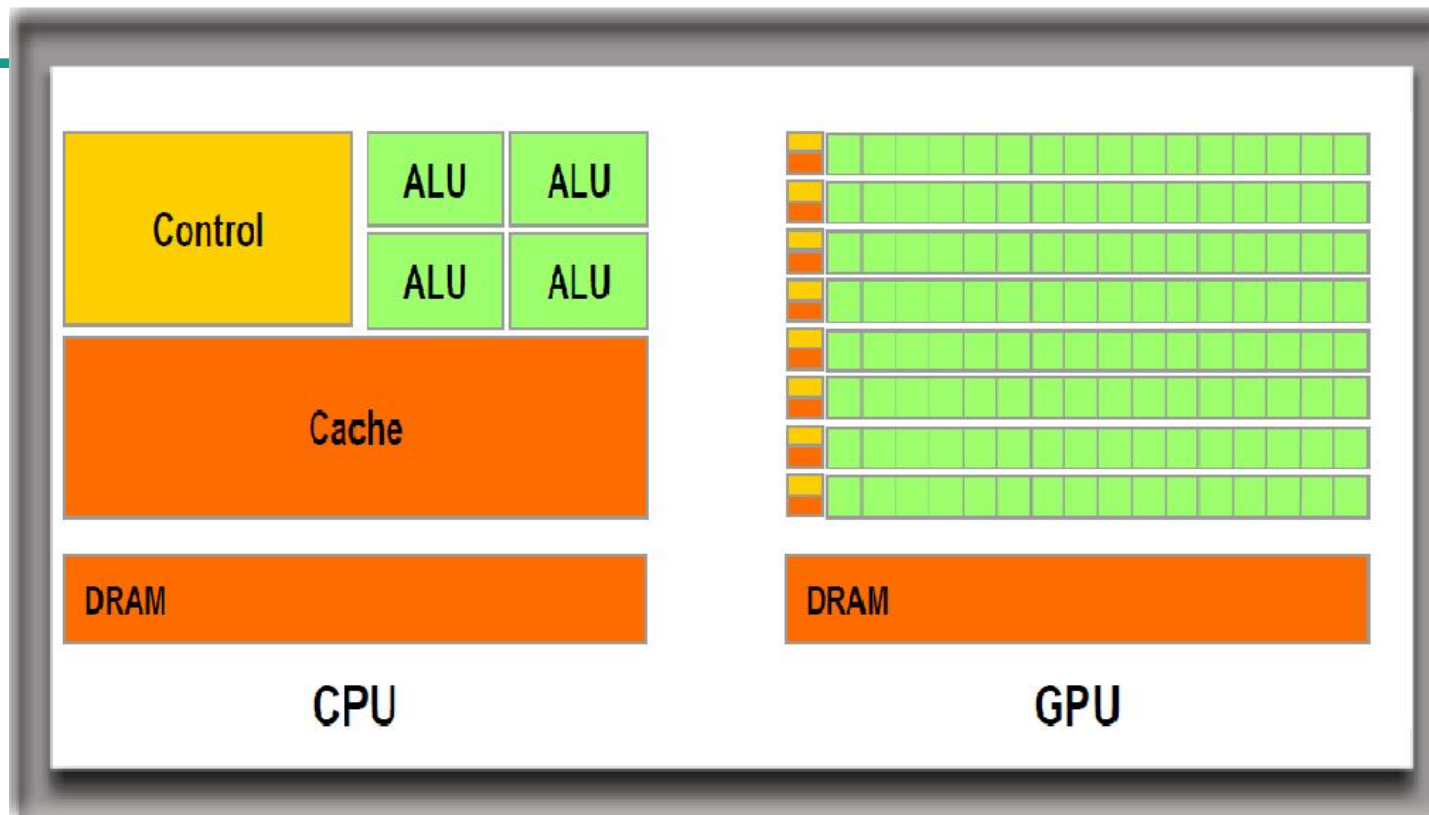 Control
ALU ALU
ALU ALU
Cache
DRAM
CPU
DRAM
GPU